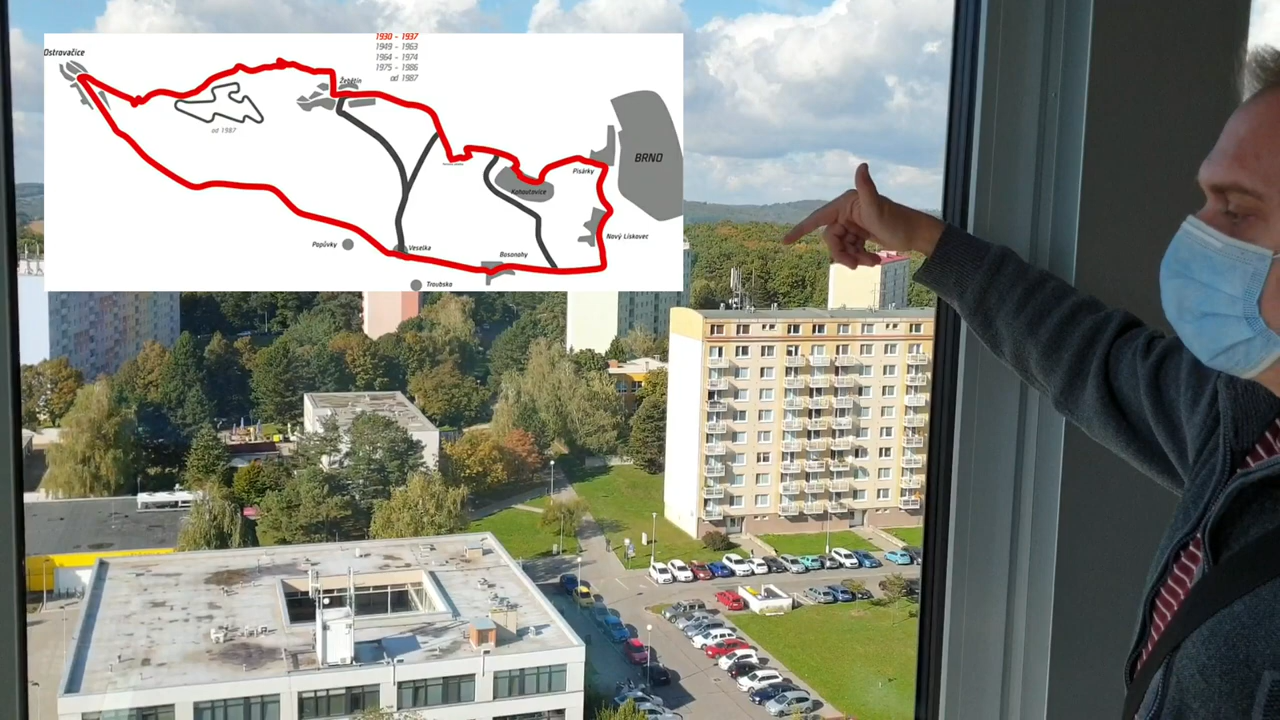 1930 - 1937
1949 - 1963
1964 - 1974
1975 - 1986
od 1987
Ostrovačice
Žebětín
od 1987
BRNO
Pisárky
Kohoutovice
Nový Lískovec
Popůvky
Veselka
Bosonohy
Troubsko